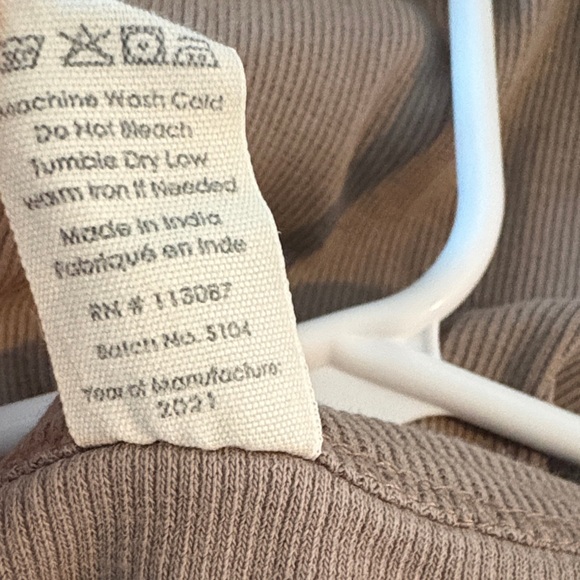 Machine Wash Cold
Do Not Bleach
Tumble Dry Low
Warm Iron If Needed
Made in India
Fabriqué en Inde
RN # 113087
Batch No. 5104
Year of Manufacture:
2021